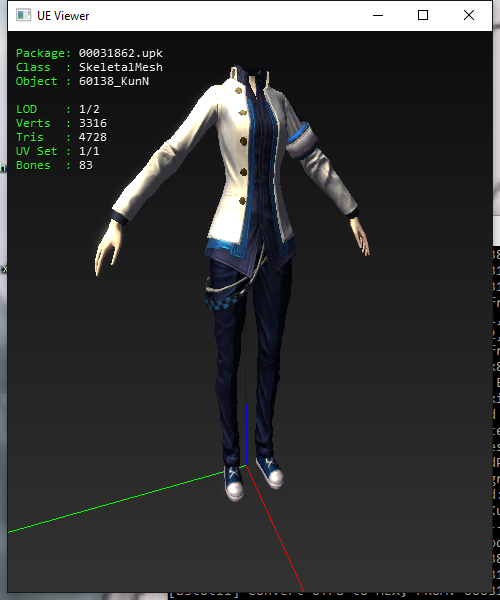 UE Viewer
Package: 00031862.upk
Class : SkeletalMesh
Object : 60138_KunN
LOD : 1/2
Verts : 3316
Tris : 4728
UV Set : 1/1
Bones : 83